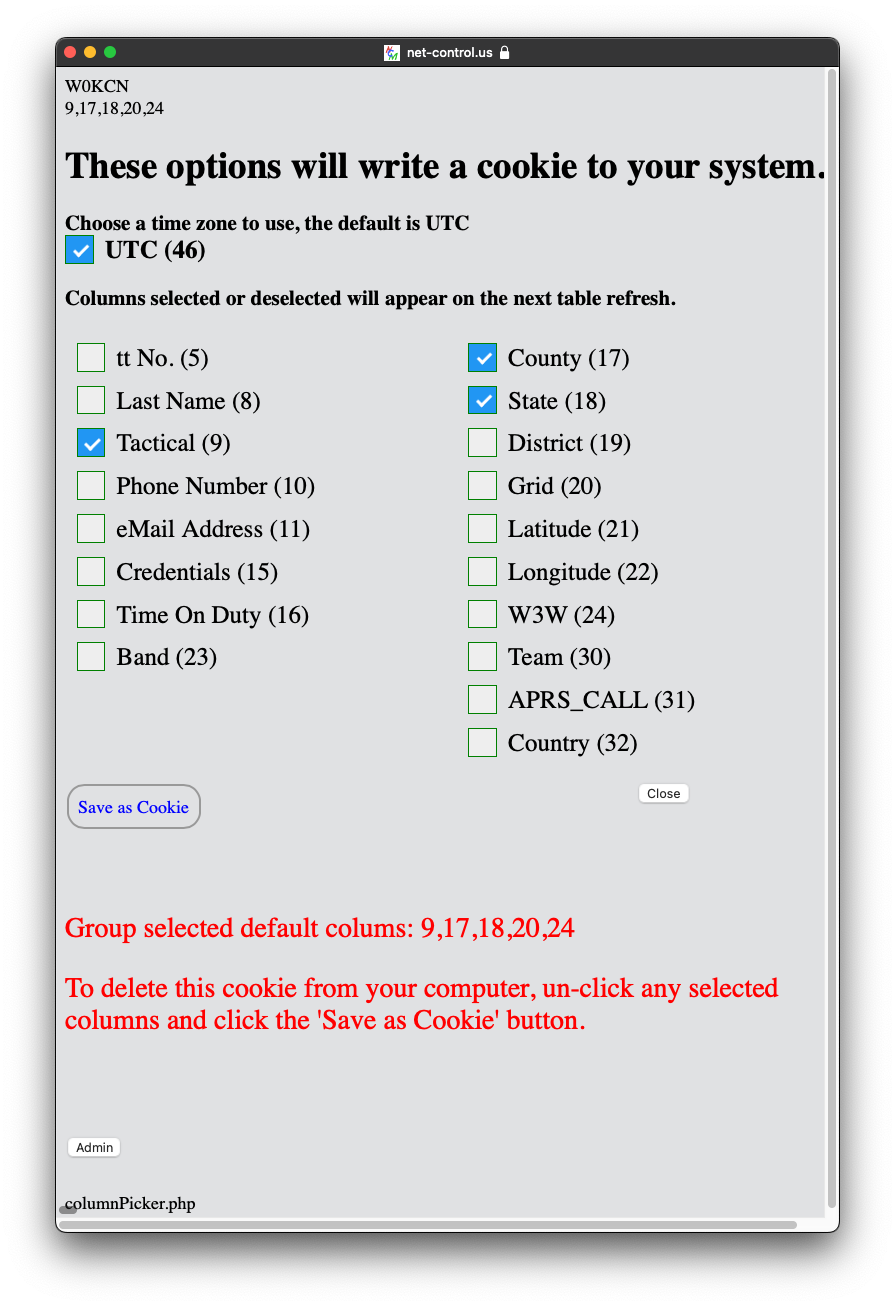 net-control.us
W0KCN
9,17,18,20,24
These options will write a cookie to your system.
Choose a time zone to use, the default is UTC
UTC (46)
Columns selected or deselected will appear on the next table refresh.
tt No. (5)
Last Name (8)
Tactical (9)
Phone Number (10)
eMail Address (11)
Credentials (15)
Time On Duty (16)
Band (23)
County (17)
State (18)
District (19)
Grid (20)
Latitude (21)
Longitude (22)
W3W (24)
Team (30)
APRS_CALL (31)
Country (32)
Save as Cookie
Close
Group selected default colums: 9,17,18,20,24
To delete this cookie from your computer, un-click any selected
columns and click the 'Save as Cookie' button.
Admin
columnPicker.php